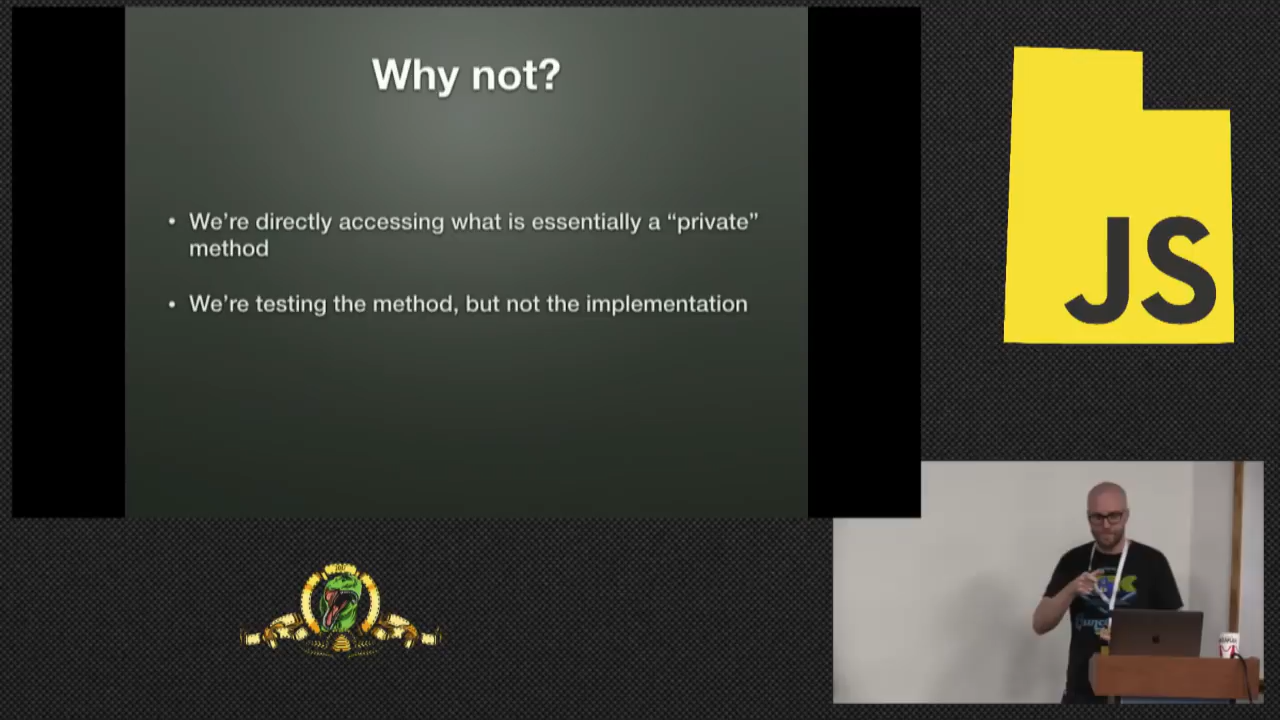 Why not?
• We're directly accessing what is essentially a “private”
method
• We're testing the method, but not the implementation
JS